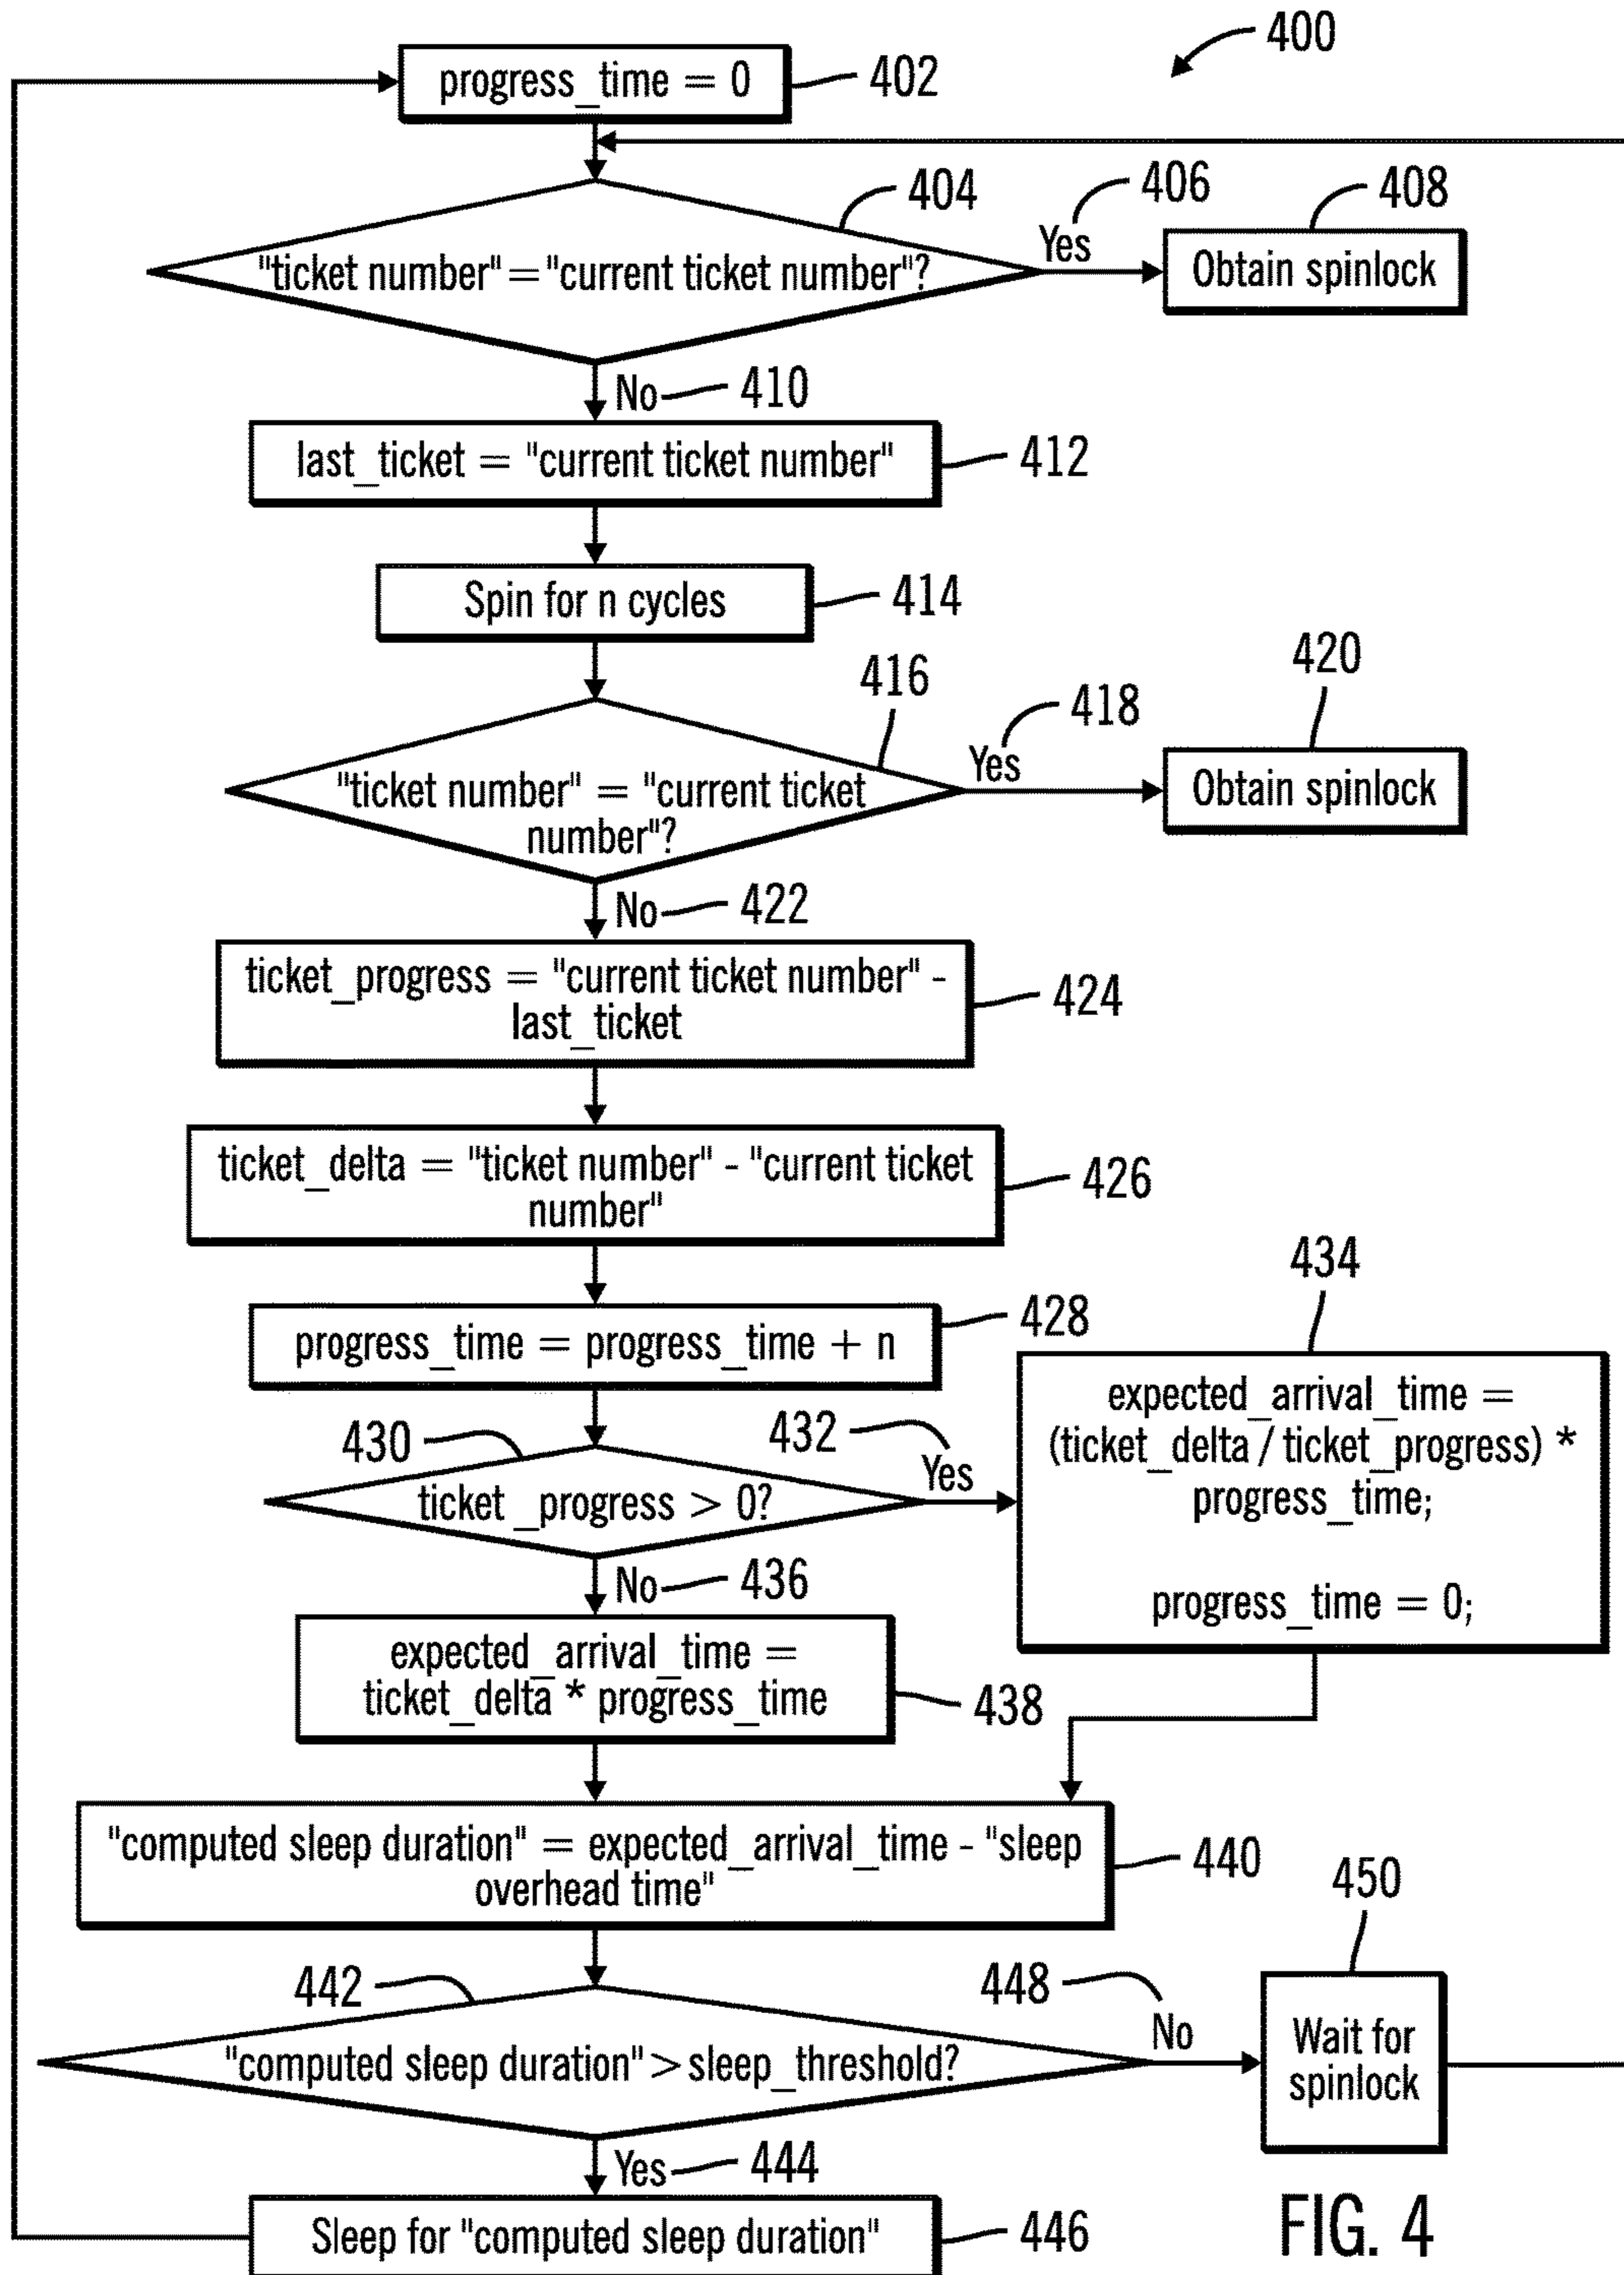 400
progress_time = 0
402
404
406
408
"ticket number" = "current ticket number"?
Yes
Obtain spinlock
No
410
last_ticket = "current ticket number"
412
Spin for n cycles
414
416
418
420
"ticket number" = "current ticket
number"?
Yes
Obtain spinlock
No
422
ticket_progress = "current ticket number" -
last_ticket
424
ticket_delta = "ticket number" - "current ticket
number"
426
progress_time = progress_time + n
428
430
432
434
ticket _progress > 0?
Yes
expected_arrival_time =
(ticket_delta / ticket_progress) *
progress_time;
progress_time = 0;
No
436
expected_arrival_time =
ticket_delta * progress_time
438
"computed sleep duration" = expected_arrival_time - "sleep
overhead time"
440
442
448
450
"computed sleep duration" > sleep_threshold?
No
Wait for
spinlock
Yes
444
Sleep for "computed sleep duration"
446
FIG. 4